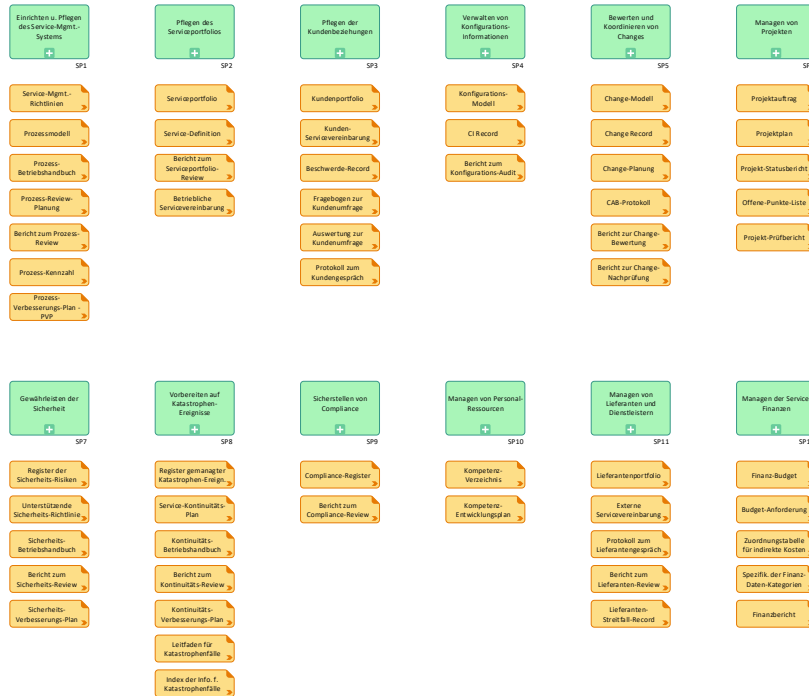 Einrichten u. Pflegen
des Service-Mgmt.-
Systems
SP1
Service-Mgmt.-
Richtlinien
Prozessmodell
Prozess-
Betriebshandbuch
Prozess-Review-
Planung
Bericht zum Prozess-
Review
Prozess-Kennzahl
Prozess-
Verbesserungs-Plan -
PVP
Pflegen des
Serviceportfolios
SP2
Serviceportfolio
Service-Definition
Bericht zum
Serviceportfolio-
Review
Betriebliche
Servicevereinbarung
Pflegen der
Kundenbeziehungen
SP3
Kundenportfolio
Kunden-
Servicevereinbarung
Beschwerde-Record
Fragebogen zur
Kundenumfrage
Auswertung zur
Kundenumfrage
Protokoll zum
Kundengespräch
Verwalten von
Konfigurations-
Informationen
SP4
Konfigurations-
Modell
CI Record
Bericht zum
Konfigurations-Audit
Bewerten und
Koordinieren von
Changes
SP5
Change-Modell
Change Record
Change-Planung
CAB-Protokoll
Bericht zur Change-
Bewertung
Bericht zur Change-
Nachprüfung
Managen von
Projekten
SP
Projektauftrag
Projektplan
Projekt-Statusbericht
Offene-Punkte-Liste
Projekt-Prüfbericht
Gewährleisten der
Sicherheit
SP7
Register der
Sicherheits-Risiken
Unterstützende
Sicherheits-Richtlinie
Sicherheits-
Betriebshandbuch
Bericht zum
Sicherheits-Review
Sicherheits-
Verbesserungs-Plan
Vorbereiten auf
Katastrophen-
Ereignisse
SP8
Register gemanagter
Katastrophen-Ereign.
Service-Kontinuitäts-
Plan
Kontinuitäts-
Betriebshandbuch
Bericht zum
Kontinuitäts-Review
Kontinuitäts-
Verbesserungs-Plan
Leitfaden für
Katastrophenfälle
Index der Info. f.
Katastrophenfälle
Sicherstellen von
Compliance
SP9
Compliance-Register
Bericht zum
Compliance-Review
Managen von Personal-
Ressourcen
SP10
Kompetenz-
Verzeichnis
Kompetenz-
Entwicklungsplan
Managen von
Lieferanten und
Dienstleistern
SP11
Lieferantenportfolio
Externe
Servicevereinbarung
Protokoll zum
Lieferantengespräch
Bericht zum
Lieferanten-Review
Lieferanten-
Streitfall-Record
Managen der Service-
Finanzen
SP1
Finanz-Budget
Budget-Anforderung
Zuordnungstabelle
für indirekte Kosten
Spezifik. der Finanz-
Daten-Kategorien
Finanzbericht